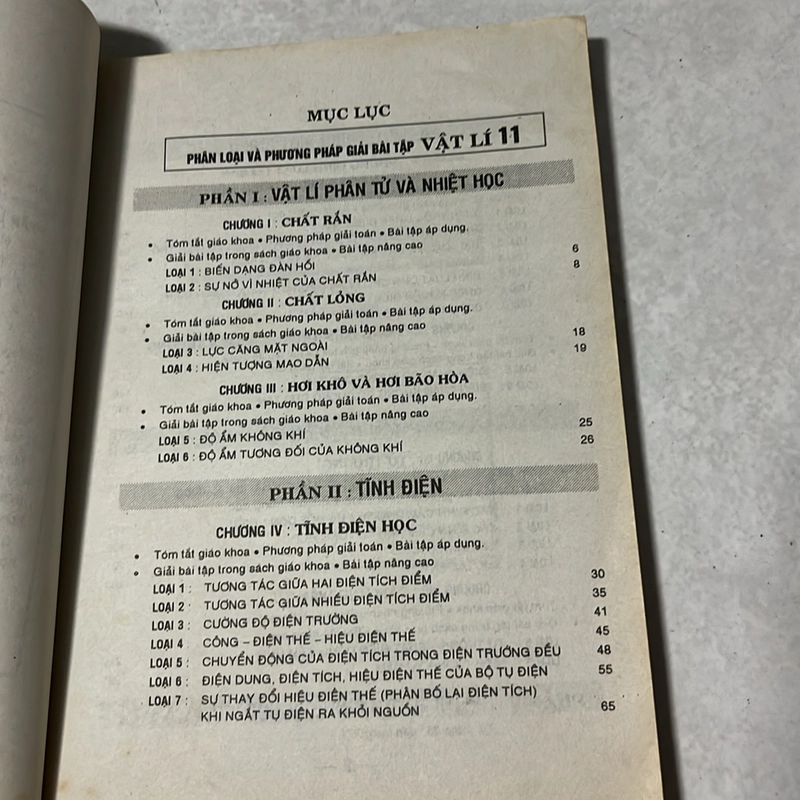 MỤC LỤC
PHÂN LOẠI VÀ PHƯƠNG PHÁP GIẢI BÀI TẬP VẬT LÍ 11
PHẦN I : VẬT LÍ PHÂN TỬ VÀ NHIỆT HỌC
CHƯƠNG I : CHẤT RẮN
• Tóm tắt giáo khoa • Phương pháp giải toán • Bài tập áp dụng.
• Giải bài tập trong sách giáo khoa • Bài tập nâng cao
LOẠI 1 : BIẾN DẠNG ĐÀN HỒI 6
LOẠI 2 : SỰ NỞ VÌ NHIỆT CỦA CHẤT RẮN 8
CHƯƠNG II : CHẤT LỎNG
• Tóm tắt giáo khoa • Phương pháp giải toán • Bài tập áp dụng.
• Giải bài tập trong sách giáo khoa • Bài tập nâng cao
LOẠI 3 : LỰC CĂNG MẶT NGOÀI 18
LOẠI 4 : HIỆN TƯỢNG MAO DẪN 19
CHƯƠNG III : HƠI KHÔ VÀ HƠI BÃO HÒA
• Tóm tắt giáo khoa • Phương pháp giải toán • Bài tập áp dụng.
• Giải bài tập trong sách giáo khoa • Bài tập nâng cao
LOẠI 5 : ĐỘ ẨM KHÔNG KHÍ 25
LOẠI 6 : ĐỘ ẨM TƯƠNG ĐỐI CỦA KHÔNG KHÍ 26
PHẦN II : TĨNH ĐIỆN
CHƯƠNG IV : TĨNH ĐIỆN HỌC
• Tóm tắt giáo khoa • Phương pháp giải toán • Bài tập áp dụng.
• Giải bài tập trong sách giáo khoa • Bài tập nâng cao
LOẠI 1 : TƯƠNG TÁC GIỮA HAI ĐIỆN TÍCH ĐIỂM 30
LOẠI 2 : TƯƠNG TÁC GIỮA NHIỀU ĐIỆN TÍCH ĐIỂM 35
LOẠI 3 : CƯỜNG ĐỘ ĐIỆN TRƯỜNG 41
LOẠI 4 CÔNG – ĐIỆN THẾ – HIỆU ĐIỆN THẾ 45
LOẠI 5 : CHUYỂN ĐỘNG CỦA ĐIỆN TÍCH TRONG ĐIỆN TRƯỜNG ĐỀU 48
LOẠI 6 : ĐIỆN DUNG, ĐIỆN TÍCH, HIỆU ĐIỆN THẾ CỦA BỘ TỤ ĐIỆN 55
LOẠI 7 : SỰ THAY ĐỔI HIỆU ĐIỆN THẾ (PHÂN BỐ LẠI ĐIỆN TÍCH)
KHI NGẮT TỤ ĐIỆN RA KHỎI NGUỒN 65